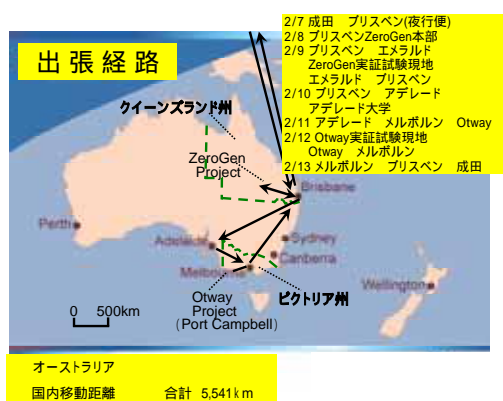 出張経路
2/7 成田　ブリスベン(夜行便)
2/8 ブリスベンZeroGen本部
2/9 ブリスベン　エメラルド
ZeroGen実証試験現地
エメラルド　ブリスベン
2/10 ブリスベン　アデレード
アデレード大学
2/11 アデレード　メルボルン　Otway
2/12 Otway実証試験現地
Otway　メルボルン
2/13 メルボルン　ブリスベン　成田
クイーンズランド州
ZeroGen
Project
Brisbane
Perth
Adelaide
Sydney
Canberra
Melbourne
Otway
Project
(Port Campbell)
ビクトリア州
Wellington
0 500km
オーストラリア
国内移動距離　合計 5,541km